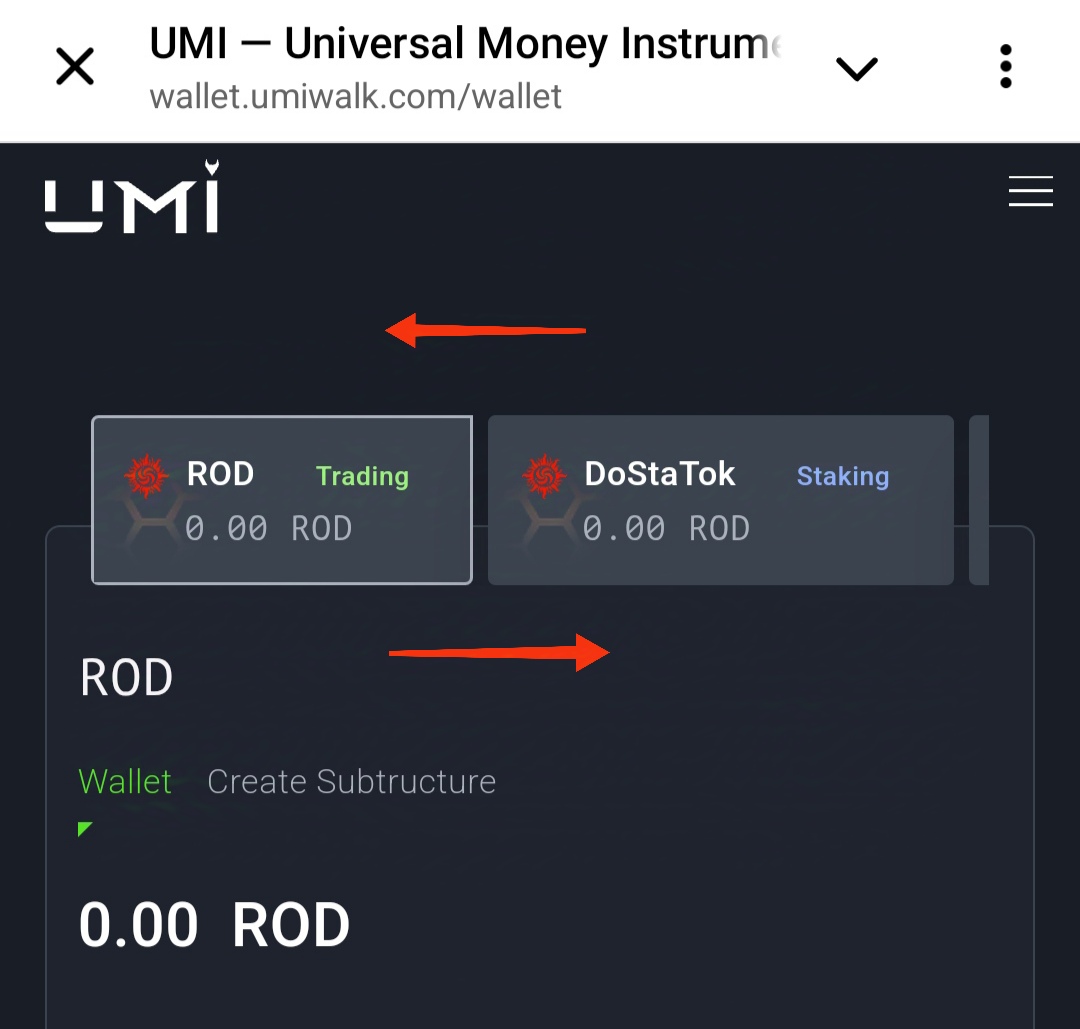 UMI — Universal Money Instrume
wallet.umiwalk.com/wallet
UMI
ROD Trading
0.00 ROD
DoStaTok Staking
0.00 ROD
ROD
Wallet Create Subtructure
0.00 ROD